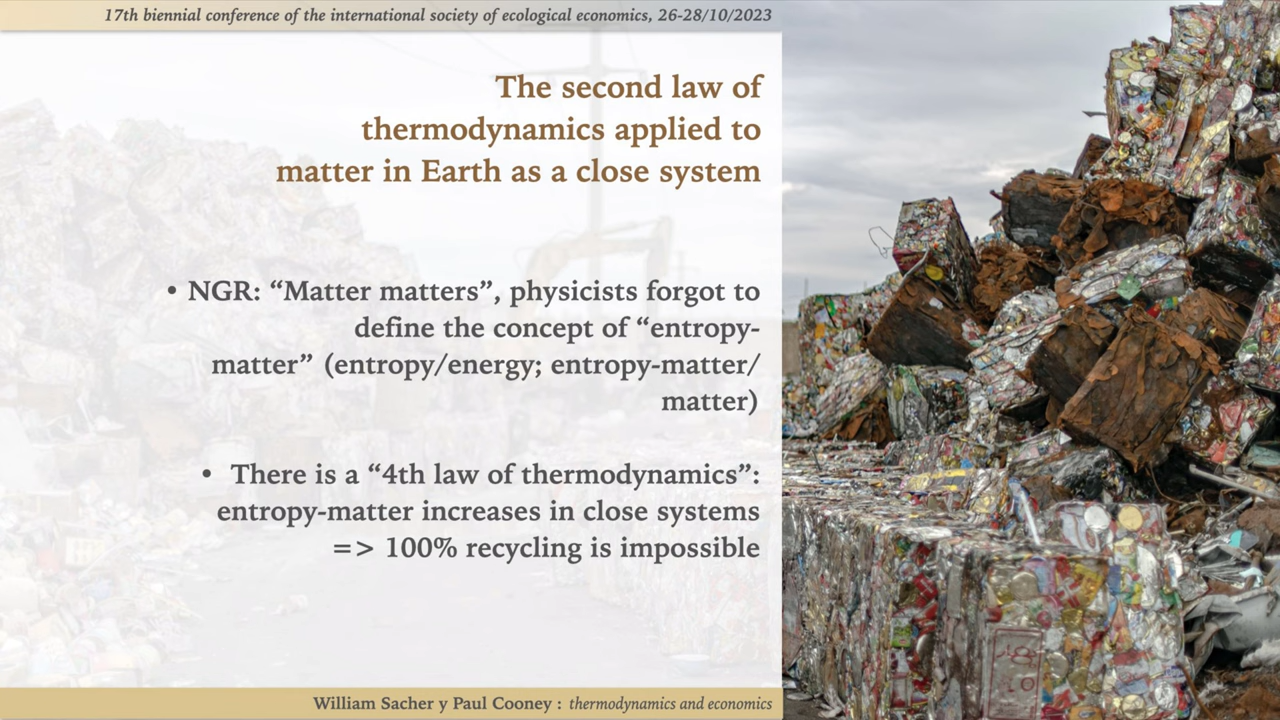 17th biennial conference of the international society of ecological economics, 26-28/10/2023
The second law of
thermodynamics applied to
matter in Earth as a close system
• NGR: “Matter matters”, physicists forgot to
define the concept of “entropy-
matter” (entropy/energy; entropy-matter/
matter)
• There is a “4th law of thermodynamics”:
entropy-matter increases in close systems
=> 100% recycling is impossible
William Sacher y Paul Cooney : thermodynamics and economics